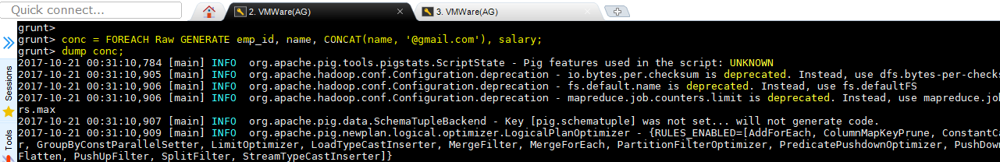 Quick connect...
2. VMWare(AG)
3. VMWare(AG)
Sessions
Tools
grunt>
grunt> conc = FOREACH Raw GENERATE emp_id, name, CONCAT(name, '@gmail.com'), salary;
grunt> dump conc;
2017-10-21 00:31:10,784 [main] INFO  org.apache.pig.tools.pigstats.ScriptState - Pig features used in the script: UNKNOWN
2017-10-21 00:31:10,905 [main] INFO  org.apache.hadoop.conf.Configuration.deprecation - io.bytes.per.checksum is deprecated. Instead, use dfs.bytes-per-checks
2017-10-21 00:31:10,906 [main] INFO  org.apache.hadoop.conf.Configuration.deprecation - fs.default.name is deprecated. Instead, use fs.defaultFS
2017-10-21 00:31:10,906 [main] INFO  org.apache.hadoop.conf.Configuration.deprecation - mapreduce.job.counters.limit is deprecated. Instead, use mapreduce.jo
rs.max
2017-10-21 00:31:10,907 [main] INFO  org.apache.pig.data.SchemaTupleBackend - Key [pig.schematuple] was not set... will not generate code.
2017-10-21 00:31:10,909 [main] INFO  org.apache.pig.newplan.logical.optimizer.LogicalPlanOptimizer - {RULES_ENABLED=[AddForEach, ColumnMapKeyPrune, ConstantCa
r, GroupByConstParallelSetter, LimitOptimizer, LoadTypeCastInserter, MergeFilter, MergeForEach, PartitionFilterOptimizer, PredicatePushdownOptimizer, PushDow
Flatten, PushUpFilter, SplitFilter, StreamTypeCastInserter]}